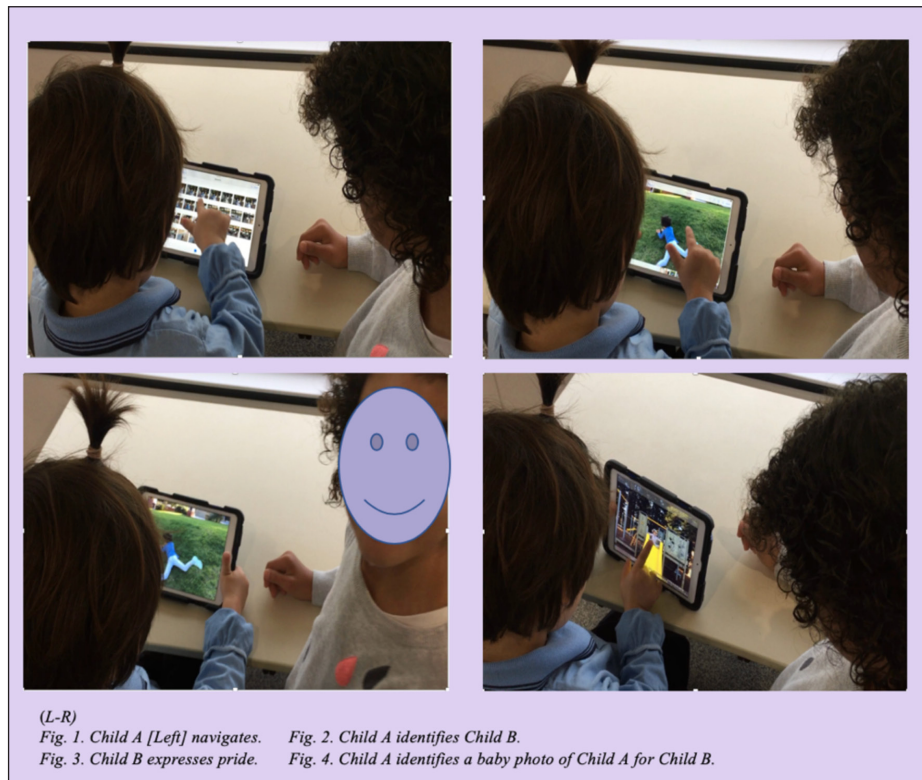 (L-R)
Fig. 1. Child A [Left] navigates. Fig. 2. Child A identifies Child B.
Fig. 3. Child B expresses pride. Fig. 4. Child A identifies a baby photo of Child A for Child B.